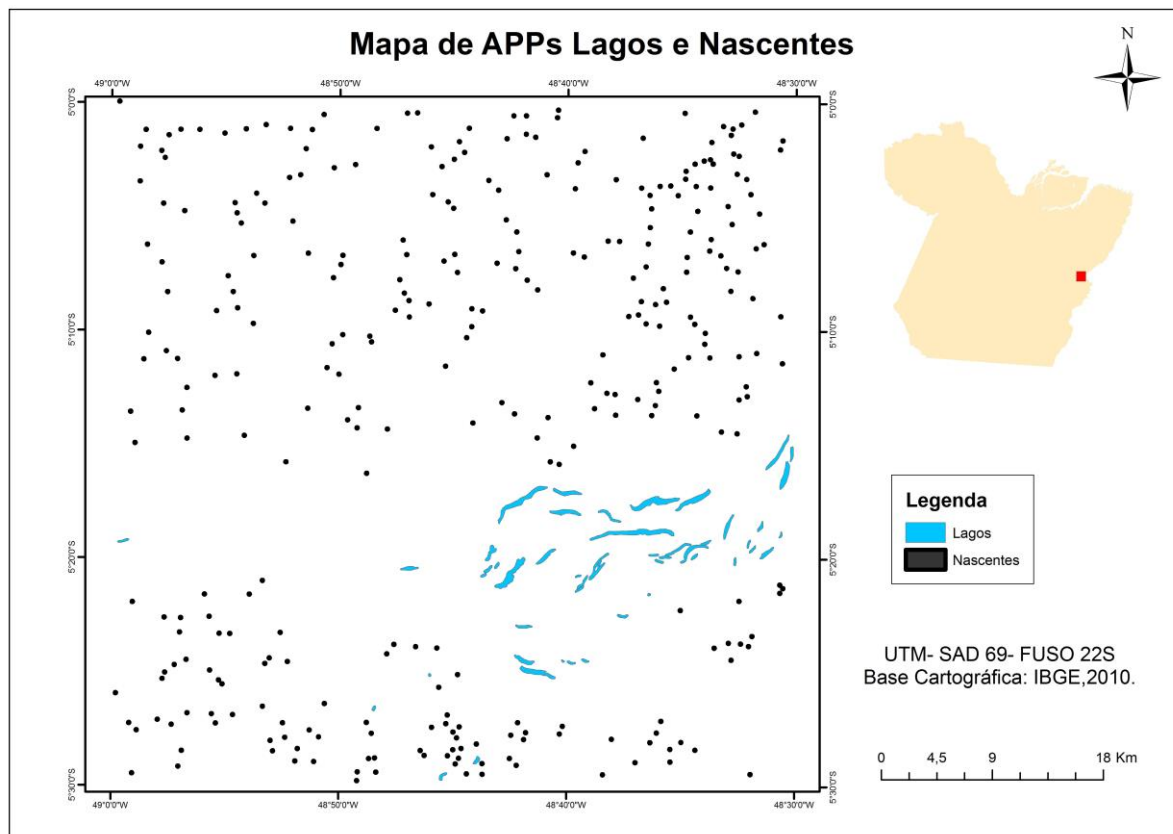 Mapa de APPs Lagos e Nascentes
N
49°0'0"W 48°50'0"W 48°40'0"W 48°30'0"W
5°0'0"S 5°0'0"S
5°10'0"S 5°10'0"S
5°20'0"S 5°20'0"S
5°30'0"S 5°30'0"S
49°0'0"W 48°50'0"W 48°40'0"W 48°30'0"W
Legenda
Lagos
Nascentes
UTM- SAD 69- FUSO 22S
Base Cartográfica: IBGE,2010.
0 4,5 9 18 Km